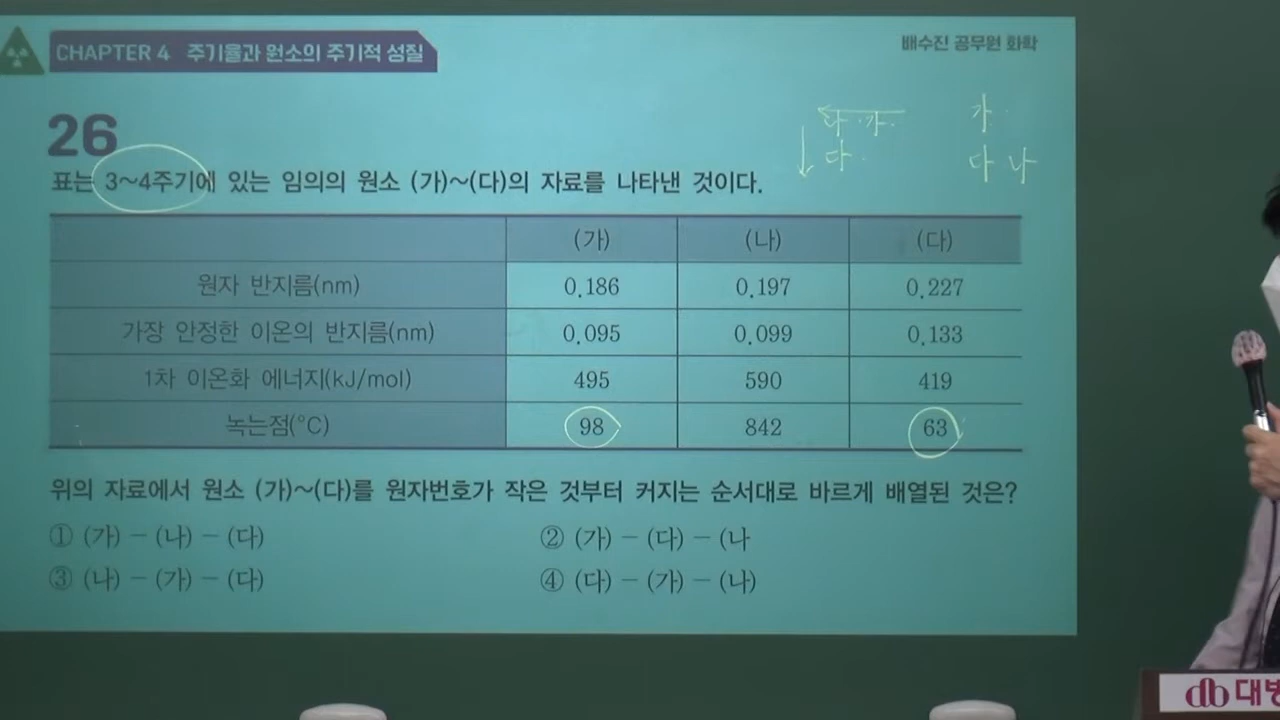 CHAPTER 4 주기율과 원소의 주기적 성질
배수진 공무원 화학
26
다 가
다
가
다 나
표는 3~4주기에 있는 임의의 원소 (가)~(다)의 자료를 나타낸 것이다.
(가) (나) (다)
원자 반지름(nm) 0.186 0.197 0.227
가장 안정한 이온의 반지름(nm) 0.095 0.099 0.133
1차 이온화 에너지(kJ/mol) 495 590 419
녹는점(°C) 98 842 63
위의 자료에서 원소 (가)~(다)를 원자번호가 작은 것부터 커지는 순서대로 바르게 배열된 것은?
① (가) - (나) - (다) ② (가) - (다) - (나
③ (나) - (가) - (다) ④ (다) - (가) - (나)
db 대방